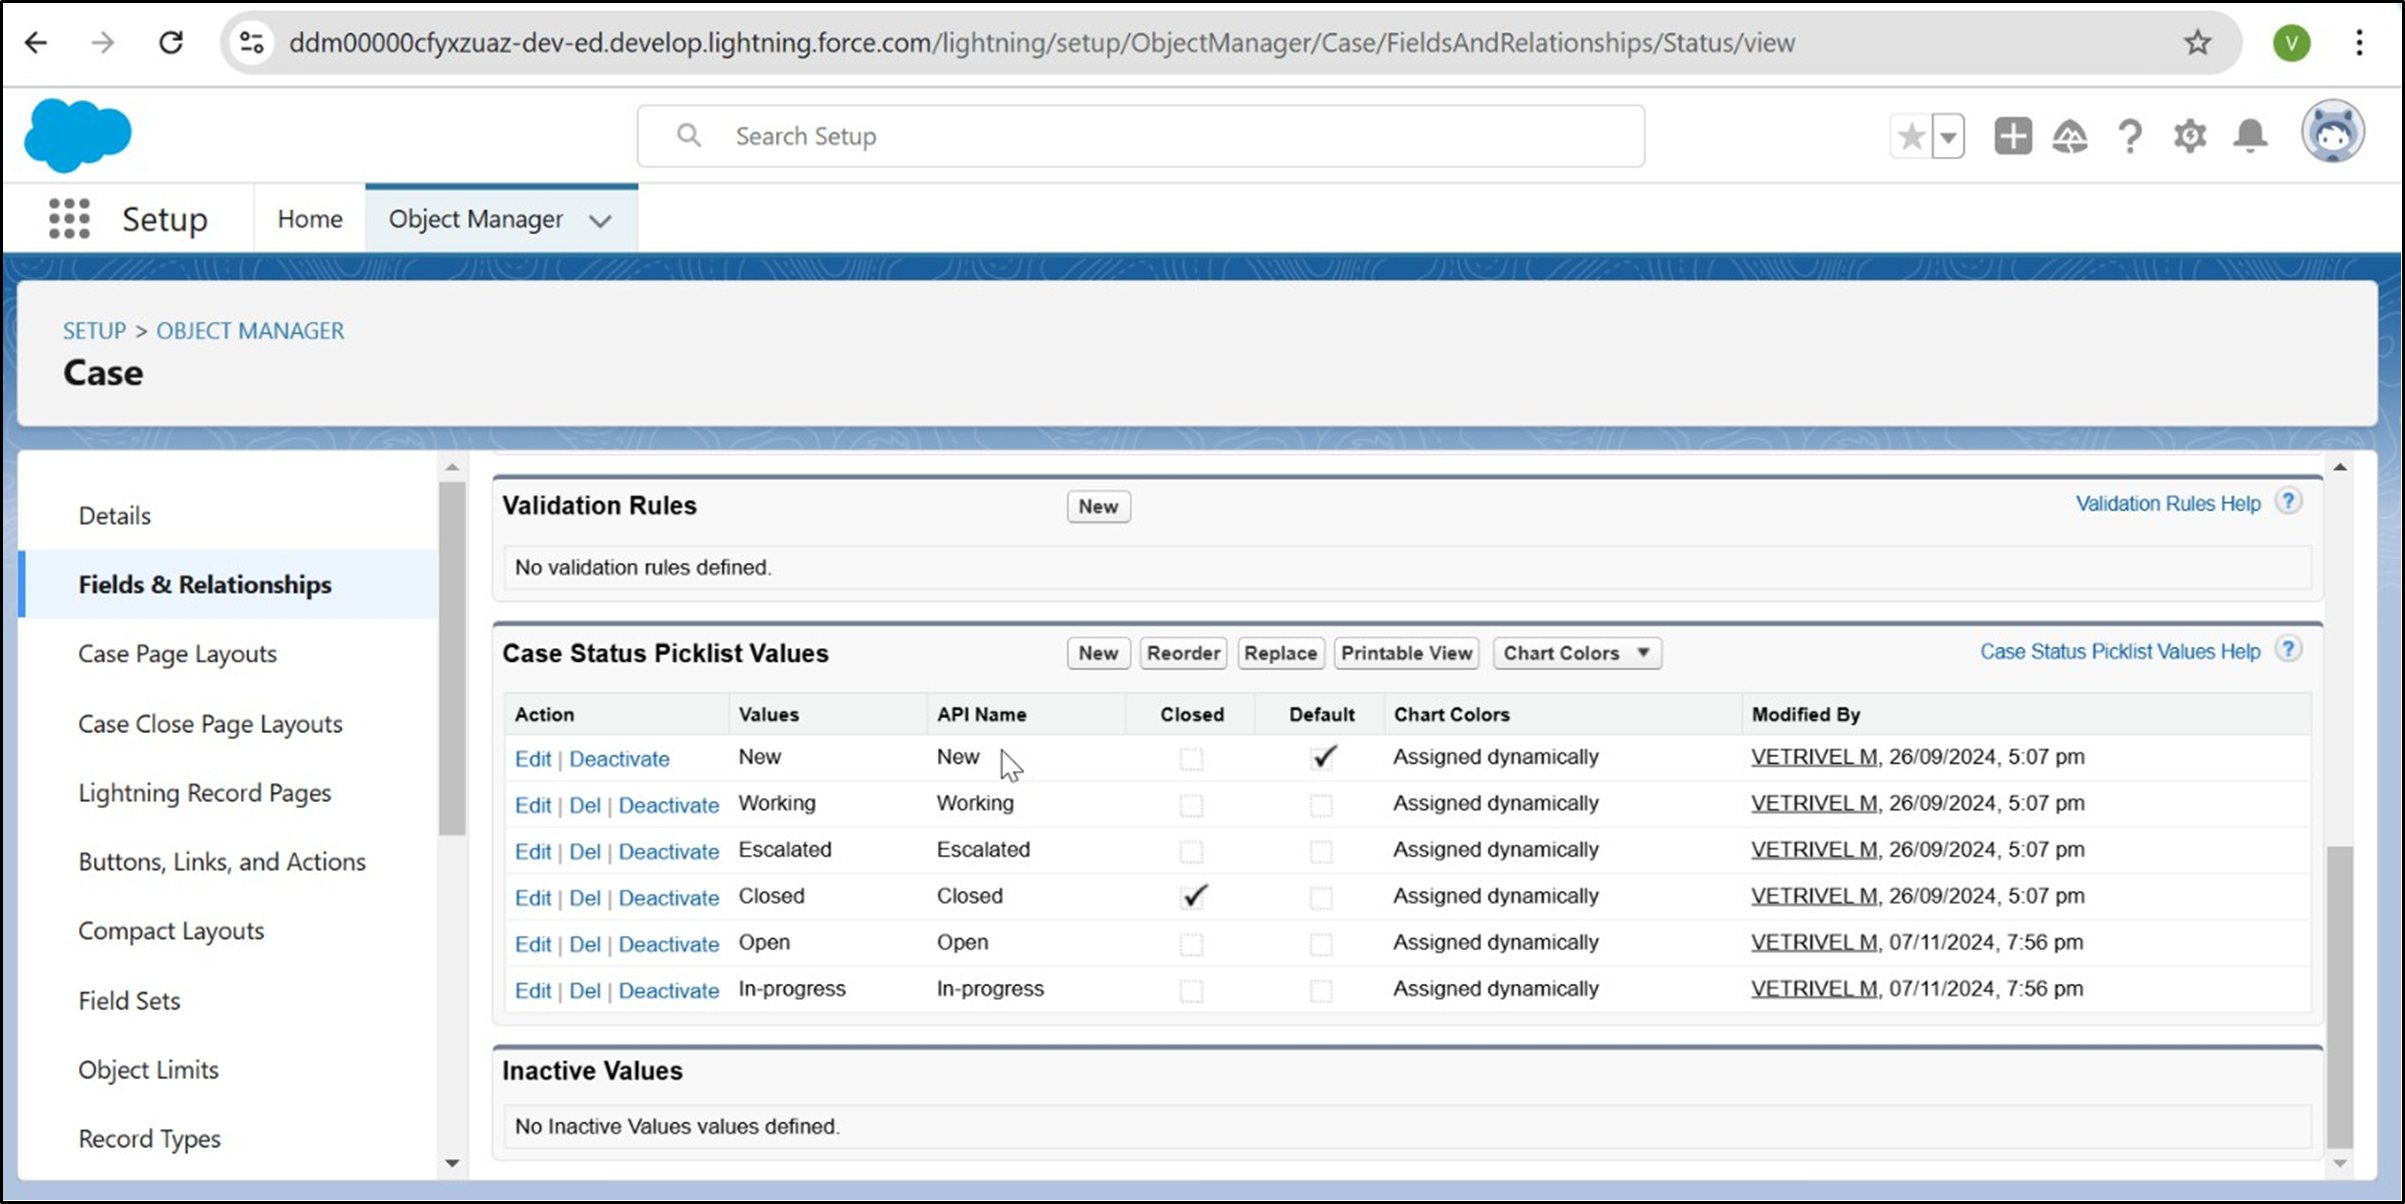 ddm00000cfyxzuaz-dev-ed.develop.lightning.force.com/lightning/setup/ObjectManager/Case/FieldsAndRelationships/Status/view
V
Search Setup
Setup Home Object Manager
SETUP > OBJECT MANAGER
Case
Details
Fields & Relationships
Case Page Layouts
Case Close Page Layouts
Lightning Record Pages
Buttons, Links, and Actions
Compact Layouts
Field Sets
Object Limits
Record Types
Validation Rules New Validation Rules Help ?
No validation rules defined.
Case Status Picklist Values New Reorder Replace Printable View Chart Colors Case Status Picklist Values Help ?
Action Values API Name Closed Default Chart Colors Modified By
Edit | Deactivate New New Assigned dynamically VETRIVEL M, 26/09/2024, 5:07 pm
Edit | Del | Deactivate Working Working Assigned dynamically VETRIVEL M, 26/09/2024, 5:07 pm
Edit | Del | Deactivate Escalated Escalated Assigned dynamically VETRIVEL M, 26/09/2024, 5:07 pm
Edit | Del | Deactivate Closed Closed Assigned dynamically VETRIVEL M, 26/09/2024, 5:07 pm
Edit | Del | Deactivate Open Open Assigned dynamically VETRIVEL M, 07/11/2024, 7:56 pm
Edit | Del | Deactivate In-progress In-progress Assigned dynamically VETRIVEL M, 07/11/2024, 7:56 pm
Inactive Values
No Inactive Values values defined.